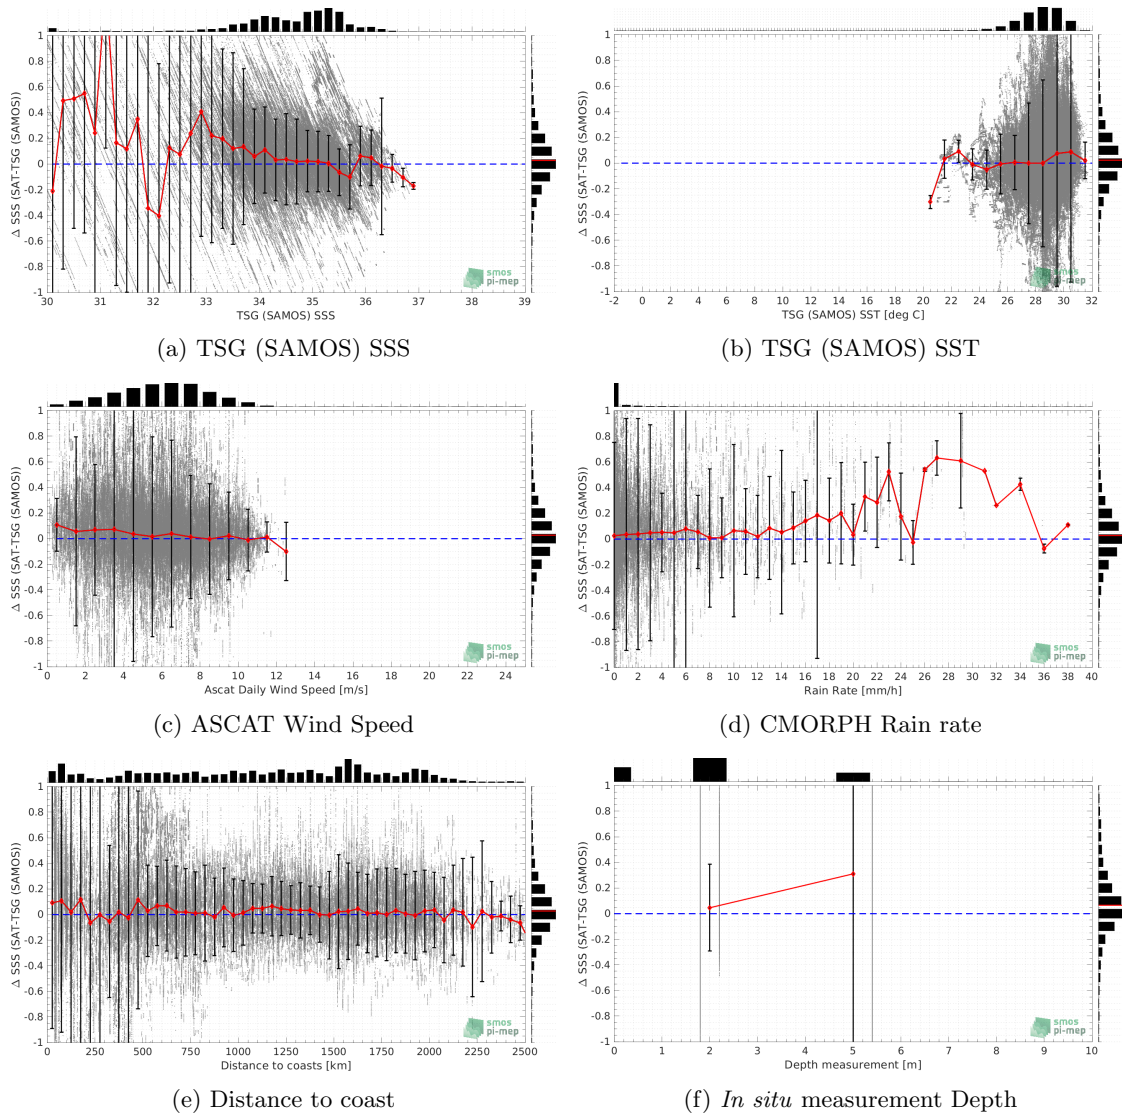 1
0.8
0.6
0.4
0.2
0
-0.2
-0.4
-0.6
-0.8
-1
Δ SSS (SAT-TSG (SAMOS))
30 31 32 33 34 35 36 37 38 39
TSG (SAMOS) SSS
smos
pi-mep
(a) TSG (SAMOS) SSS
1
0.8
0.6
0.4
0.2
0
-0.2
-0.4
-0.6
-0.8
-1
Δ SSS (SAT-TSG (SAMOS))
-2 0 2 4 6 8 10 12 14 16 18 20 22 24 26 28 30 32
TSG (SAMOS) SST [deg C]
smos
pi-mep
(b) TSG (SAMOS) SST
1
0.8
0.6
0.4
0.2
0
-0.2
-0.4
-0.6
-0.8
-1
Δ SSS (SAT-TSG (SAMOS))
0 2 4 6 8 10 12 14 16 18 20 22 24
Ascat Daily Wind Speed [m/s]
smos
pi-mep
(c) ASCAT Wind Speed
1
0.8
0.6
0.4
0.2
0
-0.2
-0.4
-0.6
-0.8
-1
Δ SSS (SAT-TSG (SAMOS))
0 2 4 6 8 10 12 14 16 18 20 22 24 26 28 30 32 34 36 38 40
Rain Rate [mm/h]
smos
pi-mep
(d) CMORPH Rain rate
1
0.8
0.6
0.4
0.2
0
-0.2
-0.4
-0.6
-0.8
-1
Δ SSS (SAT-TSG (SAMOS))
0 250 500 750 1000 1250 1500 1750 2000 2250 2500
Distance to coasts [km]
smos
pi-mep
(e) Distance to coast
1
0.8
0.6
0.4
0.2
0
-0.2
-0.4
-0.6
-0.8
-1
Δ SSS (SAT-TSG (SAMOS))
0 1 2 3 4 5 6 7 8 9 10
Depth measurement [m]
smos
pi-mep
(f) In situ measurement Depth